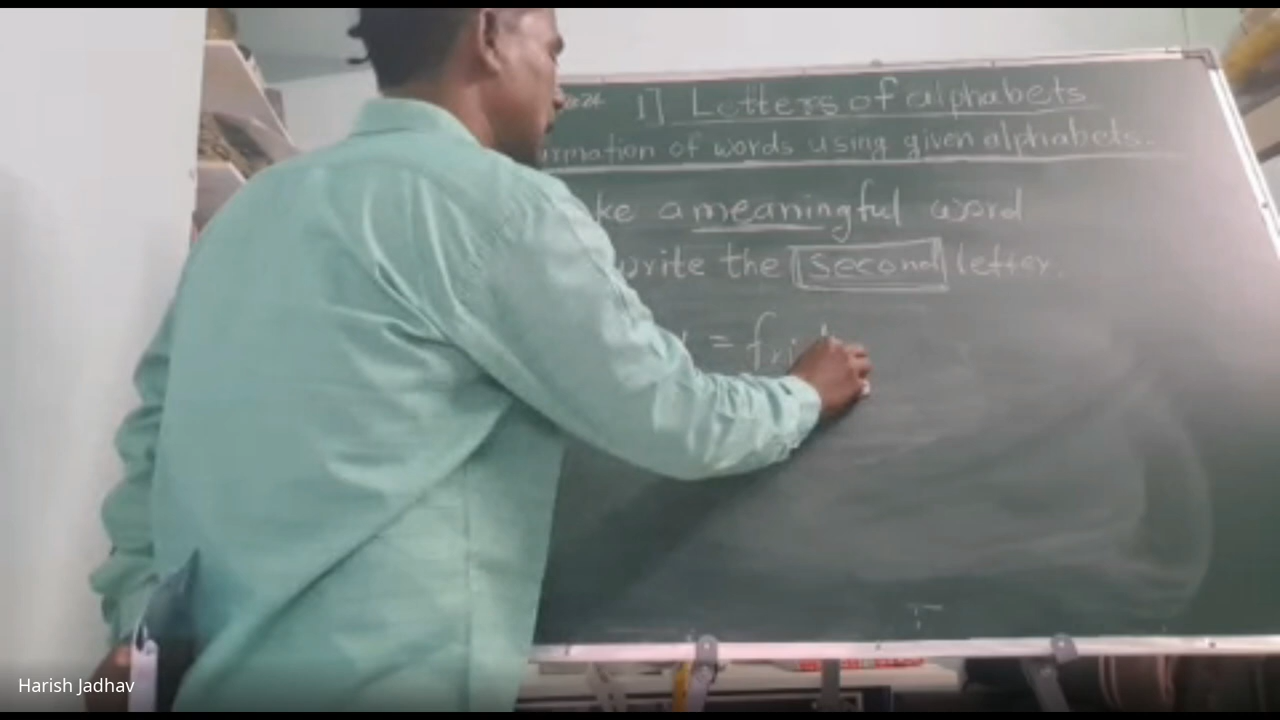 1] Letters of alphabets
rmation of words using given alphabets.
ke a meaningful word
write the second letter.
=
Harish Jadhav